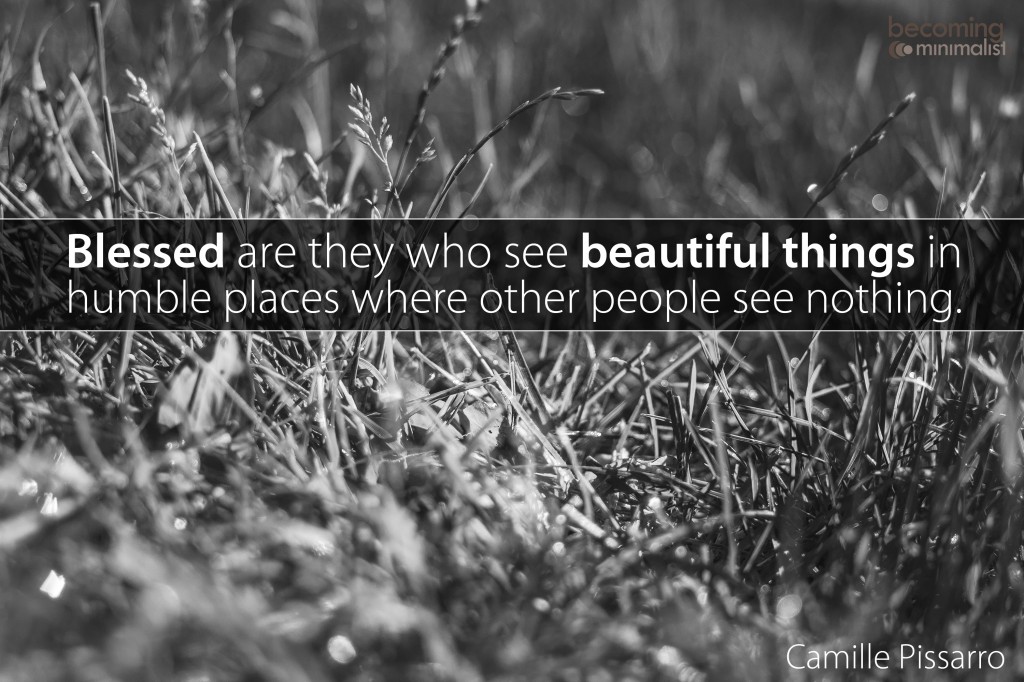 becoming
minimalist
Blessed are they who see beautiful things in
humble places where other people see nothing.
Camille Pissarro